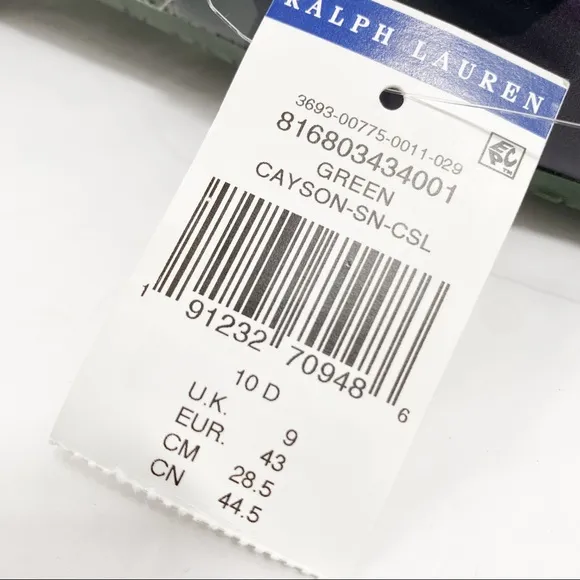 RALPH LAUREN
3693-00775-0011-029
816803434001
EPC™
GREEN
CAYSON-SN-CSL
1 91232 70948 6
10 D
U.K. 9
EUR. 43
CM 28.5
CN 44.5